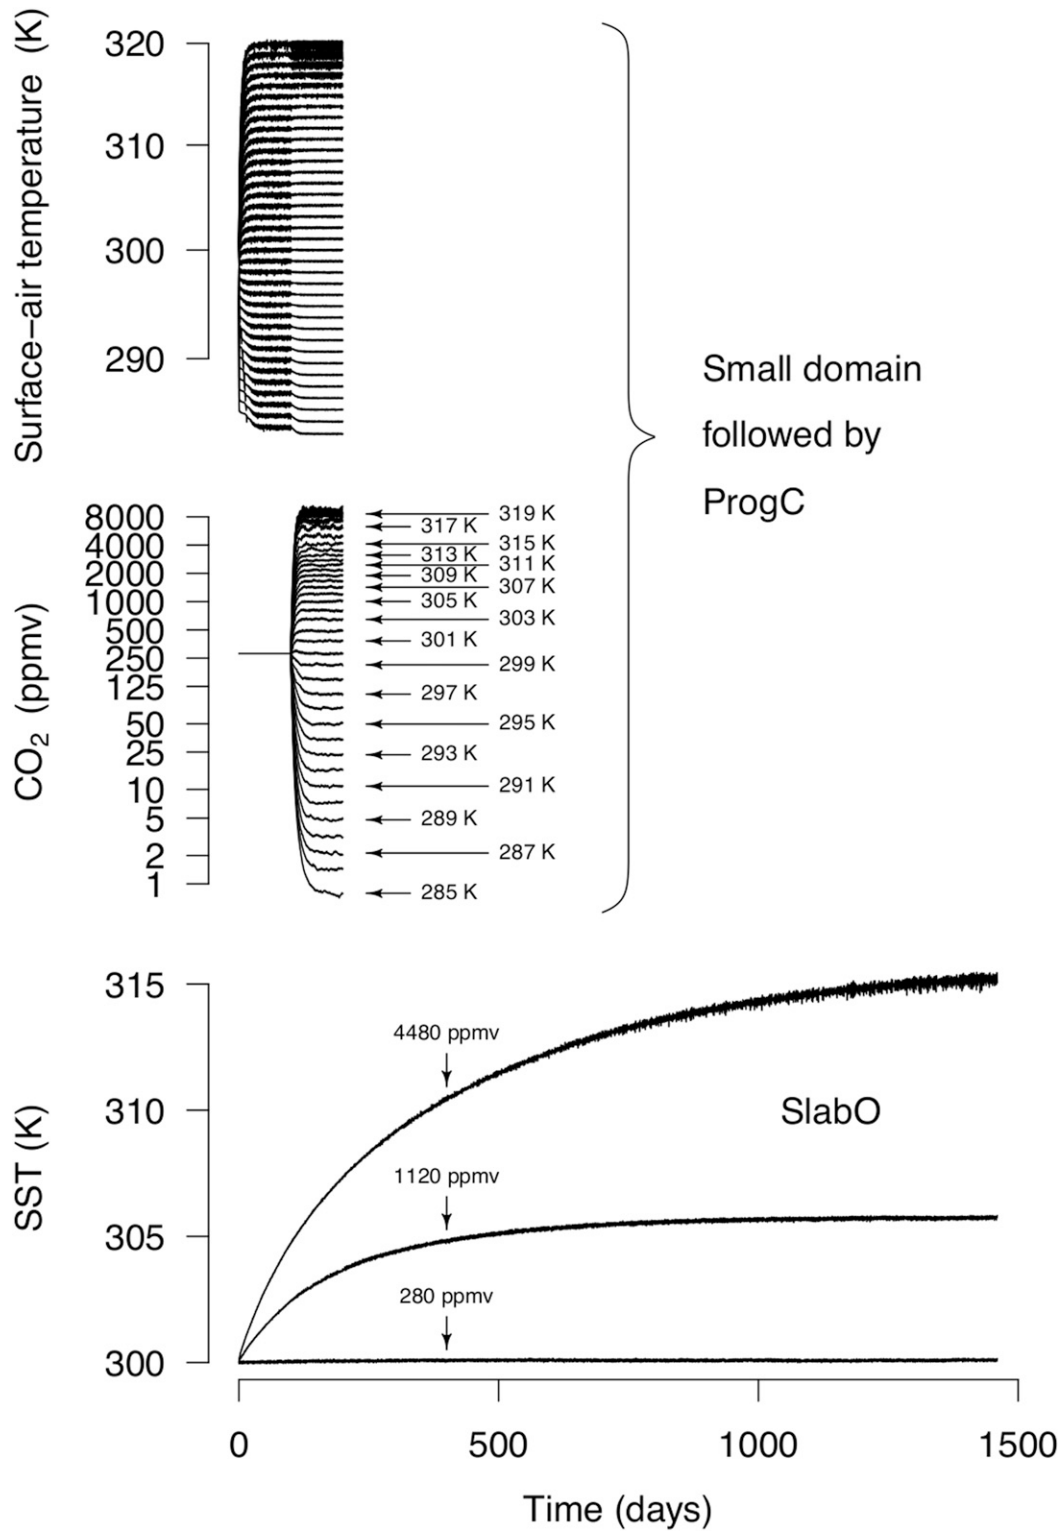 Surface−air temperature (K)
320
310
300
290
Small domain
followed by
ProgC
CO2 (ppmv)
8000
4000
2000
1000
500
250
125
50
25
10
5
2
1
319 K
317 K
315 K
313 K
311 K
309 K
307 K
305 K
303 K
301 K
299 K
297 K
295 K
293 K
291 K
289 K
287 K
285 K
SST (K)
315
310
305
300
4480 ppmv
SlabO
1120 ppmv
280 ppmv
0 500 1000 1500
Time (days)